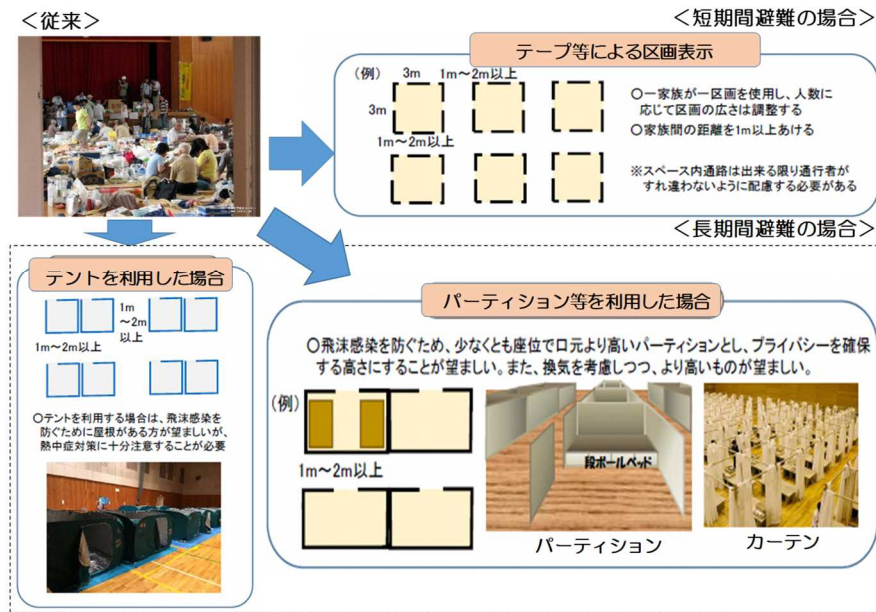 <従来>
<短期間避難の場合>
テープ等による区画表示
(例)
3m
1m～2m以上
3m
1m～2m以上
○一家族が一区画を使用し、人数に
応じて区画の広さは調整する
○家族間の距離を1m以上あける
※スペース内通路は出来る限り通行者が
すれ違わないように配慮する必要がある
<長期間避難の場合>
テントを利用した場合
1m
～2m
以上
1m～2m以上
○テントを利用する場合は、飛沫感染を
防ぐために屋根がある方が望ましいが、
熱中症対策に十分注意することが必要
パーティション等を利用した場合
○飛沫感染を防ぐため、少なくとも座位で口元より高いパーティションとし、プライバシーを確保
する高さにすることが望ましい。また、換気を考慮しつつ、より高いものが望ましい。
(例)
1m～2m以上
段ボールベッド
パーティション
カーテン